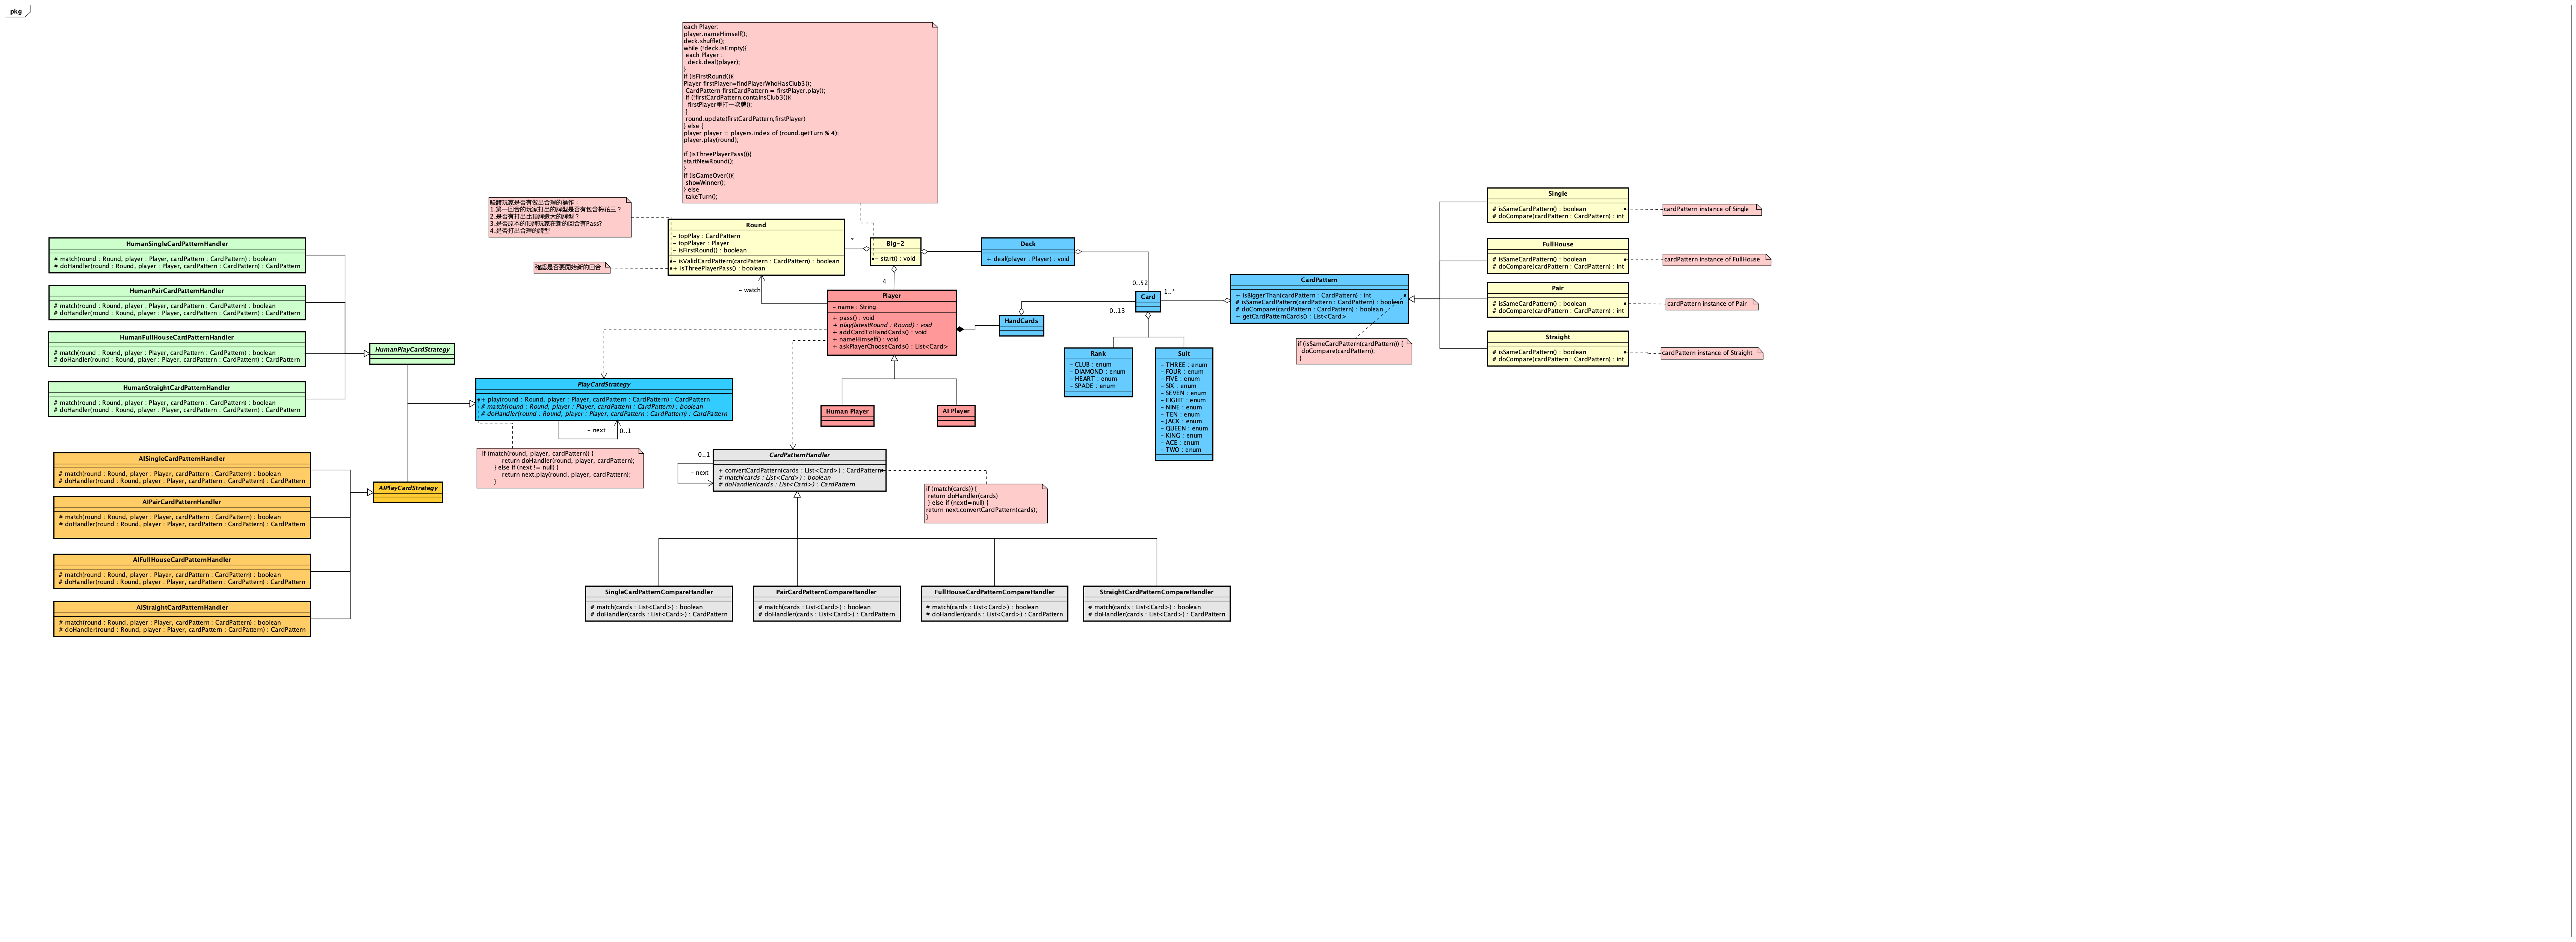 pkg
each Player:
player.nameHimself();
deck.shuffle();
while (!deck.isEmpty){
each Player :
deck.deal(player);
}
if (isFirstRound()){
Player firstPlayer=findPlayerWhoHasClub3();
CardPattern firstCardPattern = firstPlayer.play();
if (!firstCardPattern.containsClub3()){
firstPlayer重打一次牌();
}
round.update(firstCardPattern,firstPlayer)
} else {
player player = players.index of (round.getTurn % 4);
player.play(round);
if (isThreePlayerPass()){
startNewRound();
}
if (isGameOver()){
showWinner();
} else
takeTurn();
驗證玩家是否有做出合理的操作：
1.第一回合的玩家打出的牌型是否有包含梅花三？
2.是否有打出比頂牌還大的牌型？
3.是否原本的頂牌玩家在新的回合有Pass?
4.是否打出合理的牌型
確認是否要開始新的回合
Round
- topPlay : CardPattern
- topPlayer : Player
- isFirstRound() : boolean
- isValidCardPattern(cardPattern : CardPattern) : boolean
+ isThreePlayerPass() : boolean
*
Big-2
- start() : void
4
- watch
Deck
+ deal(player : Player) : void
0..52
Card
1..*
0..13
HandCards
Player
- name : String
+ pass() : void
+ play(latestRound : Round) : void
+ addCardToHandCards() : void
+ nameHimself() : void
+ askPlayerChooseCards() : List<Card>
Human Player
AI Player
Rank
- CLUB : enum
- DIAMOND : enum
- HEART : enum
- SPADE : enum
Suit
- THREE : enum
- FOUR : enum
- FIVE : enum
- SIX : enum
- SEVEN : enum
- EIGHT : enum
- NINE : enum
- TEN : enum
- JACK : enum
- QUEEN : enum
- KING : enum
- ACE : enum
- TWO : enum
CardPattern
+ isBiggerThan(cardPattern : CardPattern) : int
# isSameCardPattern(cardPattern : CardPattern) : boolean
# doCompare(cardPattern : CardPattern) : boolean
+ getCardPatternCards() : List<Card>
if (isSameCardPattern(cardPattern)) {
doCompare(cardPattern);
}
Single
# isSameCardPattern() : boolean
# doCompare(cardPattern : CardPattern) : int
cardPattern instance of Single
FullHouse
# isSameCardPattern() : boolean
# doCompare(cardPattern : CardPattern) : int
cardPattern instance of FullHouse
Pair
# isSameCardPattern() : boolean
# doCompare(cardPattern : CardPattern) : int
cardPattern instance of Pair
Straight
# isSameCardPattern() : boolean
# doCompare(cardPattern : CardPattern) : int
cardPattern instance of Straight
HumanSingleCardPatternHandler
# match(round : Round, player : Player, cardPattern : CardPattern) : boolean
# doHandler(round : Round, player : Player, cardPattern : CardPattern) : CardPattern
HumanPairCardPatternHandler
# match(round : Round, player : Player, cardPattern : CardPattern) : boolean
# doHandler(round : Round, player : Player, cardPattern : CardPattern) : CardPattern
HumanFullHouseCardPatternHandler
# match(round : Round, player : Player, cardPattern : CardPattern) : boolean
# doHandler(round : Round, player : Player, cardPattern : CardPattern) : CardPattern
HumanStraightCardPatternHandler
# match(round : Round, player : Player, cardPattern : CardPattern) : boolean
# doHandler(round : Round, player : Player, cardPattern : CardPattern) : CardPattern
HumanPlayCardStrategy
PlayCardStrategy
+ play(round : Round, player : Player, cardPattern : CardPattern) : CardPattern
# match(round : Round, player : Player, cardPattern : CardPattern) : boolean
# doHandler(round : Round, player : Player, cardPattern : CardPattern) : CardPattern
- next
0..1
if (match(round, player, cardPattern)) {
return doHandler(round, player, cardPattern);
} else if (next != null) {
return next.play(round, player, cardPattern);
}
AISingleCardPatternHandler
# match(round : Round, player : Player, cardPattern : CardPattern) : boolean
# doHandler(round : Round, player : Player, cardPattern : CardPattern) : CardPattern
AIPairCardPatternHandler
# match(round : Round, player : Player, cardPattern : CardPattern) : boolean
# doHandler(round : Round, player : Player, cardPattern : CardPattern) : CardPattern
AIFullHouseCardPatternHandler
# match(round : Round, player : Player, cardPattern : CardPattern) : boolean
# doHandler(round : Round, player : Player, cardPattern : CardPattern) : CardPattern
AIStraightCardPatternHandler
# match(round : Round, player : Player, cardPattern : CardPattern) : boolean
# doHandler(round : Round, player : Player, cardPattern : CardPattern) : CardPattern
AIPlayCardStrategy
0..1
- next
CardPatternHandler
+ convertCardPattern(cards : List<Card>) : CardPattern
# match(cards : List<Card>) : boolean
# doHandler(cards : List<Card>) : CardPattern
if (match(cards)) {
return doHandler(cards)
} else if (next!=null) {
return next.convertCardPattern(cards);
}
SingleCardPatternCompareHandler
# match(cards : List<Card>) : boolean
# doHandler(cards : List<Card>) : CardPattern
PairCardPatternCompareHandler
# match(cards : List<Card>) : boolean
# doHandler(cards : List<Card>) : CardPattern
FullHouseCardPatternCompareHandler
# match(cards : List<Card>) : boolean
# doHandler(cards : List<Card>) : CardPattern
StraightCardPatternCompareHandler
# match(cards : List<Card>) : boolean
# doHandler(cards : List<Card>) : CardPattern